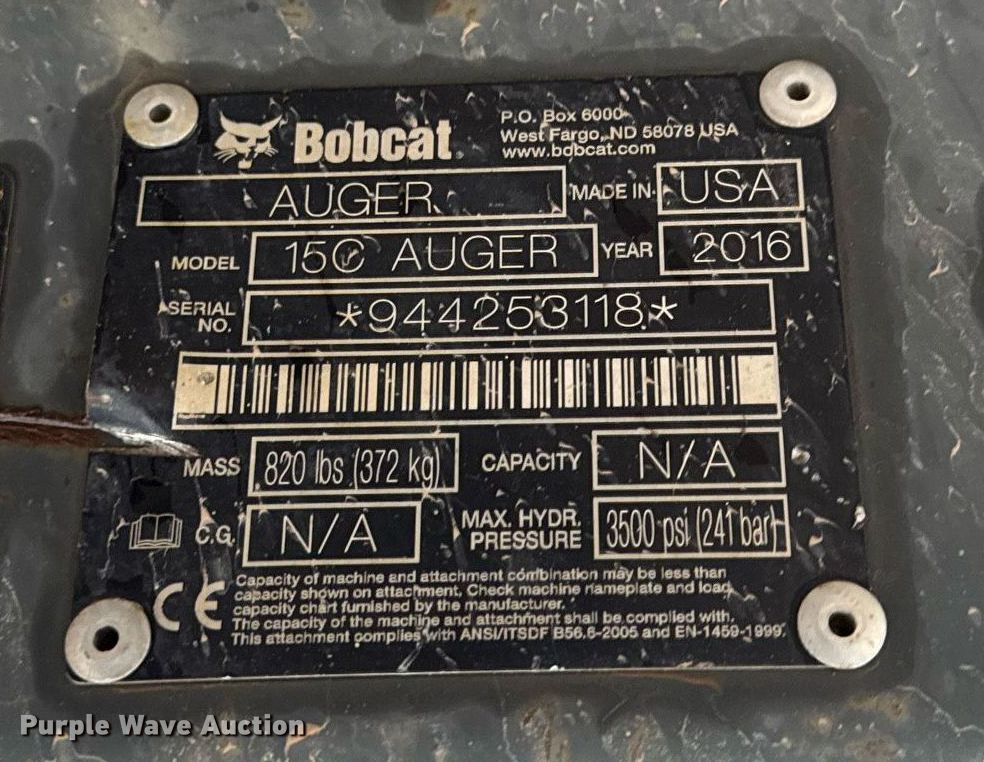 Bobcat
P.O. Box 6000
West Fargo, ND 58078 USA
www.bobcat.com
AUGER
MADE IN USA
MODEL 15C AUGER YEAR 2016
SERIAL NO. *944253118*
MASS 820 lbs (372 kg) CAPACITY N/A
C.G. N/A MAX. HYDR. PRESSURE 3500 psi (241 bar)
CE
Capacity of machine and attachment combination may be less than
capacity shown on attachment. Check machine nameplate and load
capacity chart furnished by the manufacturer.
The capacity of the machine and attachment shall be complied with.
This attachment complies with ANSI/ITSDF B56.6-2005 and EN-1459-1999.
Purple Wave Auction